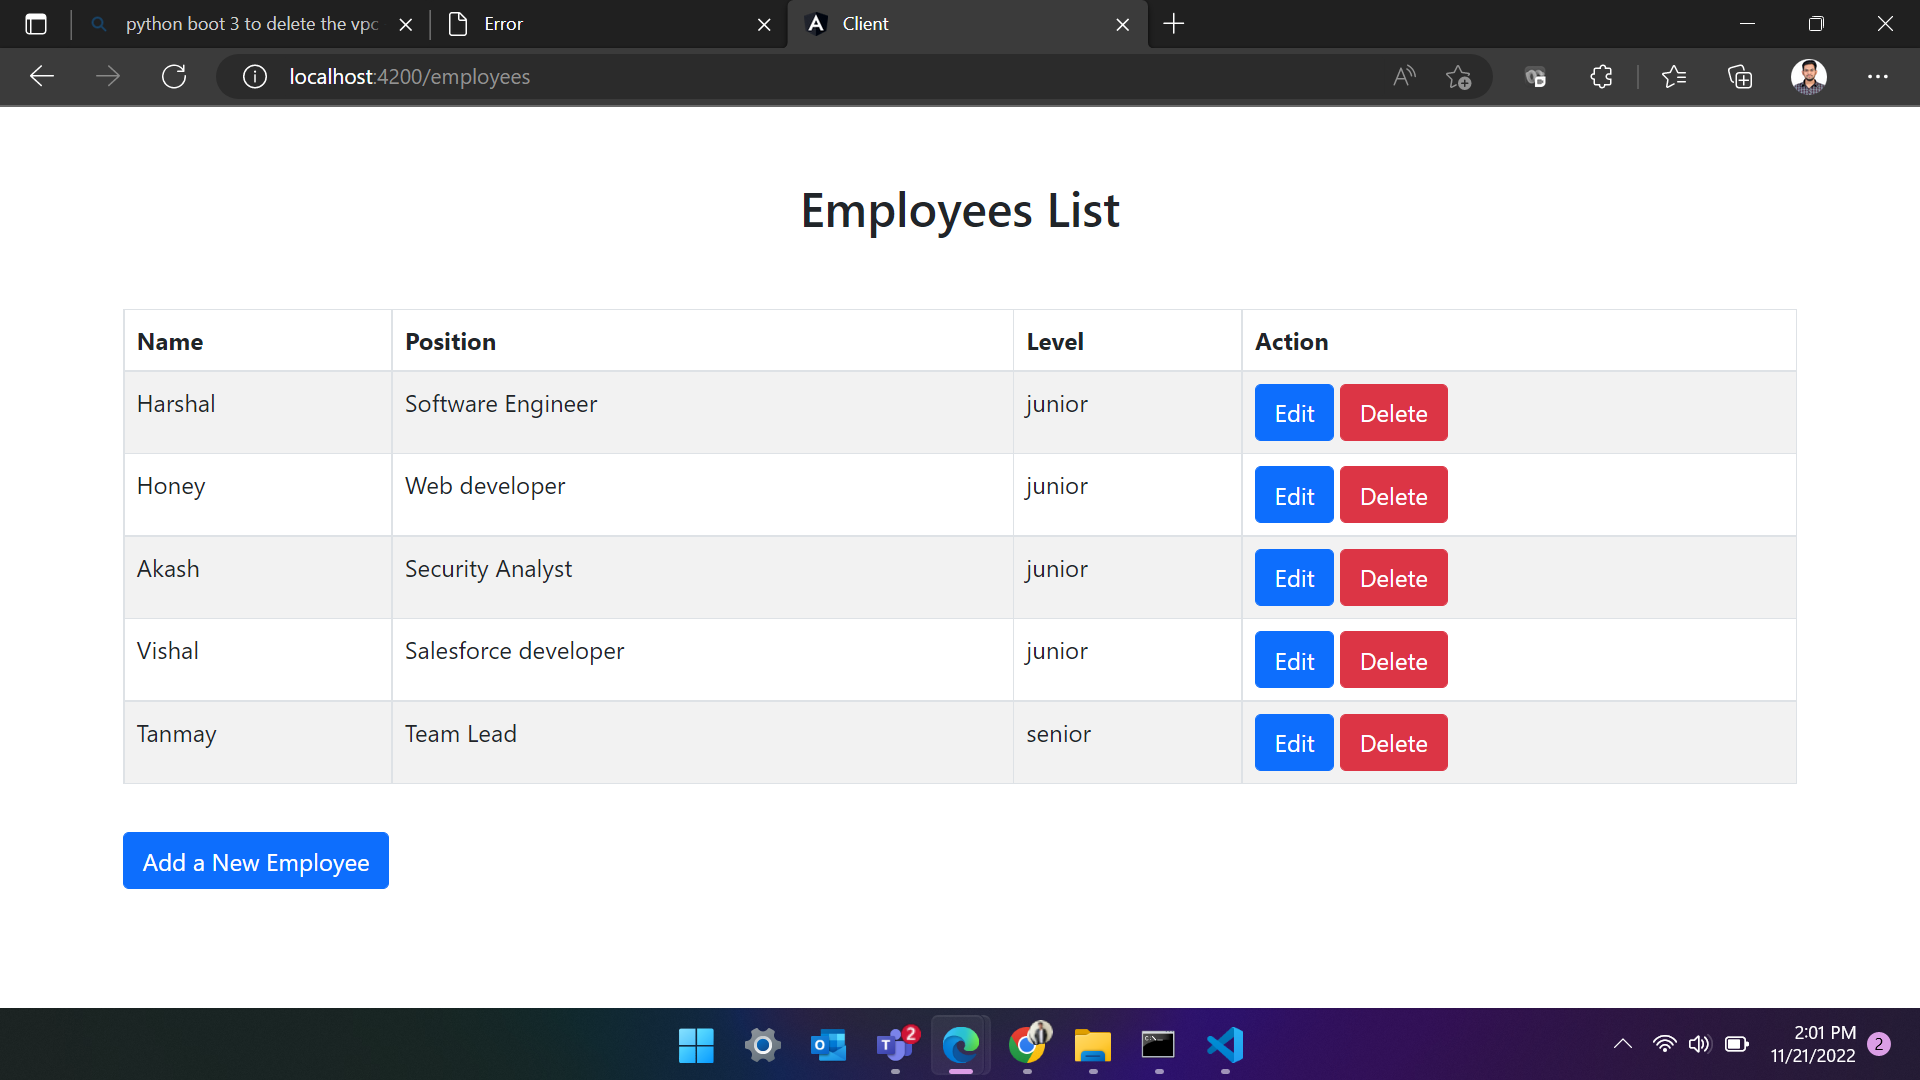 python boot 3 to delete the vpc
Error
Client
localhost:4200/employees
Employees List
Name Position Level Action
Harshal Software Engineer junior Edit Delete
Honey Web developer junior Edit Delete
Akash Security Analyst junior Edit Delete
Vishal Salesforce developer junior Edit Delete
Tanmay Team Lead senior Edit Delete
Add a New Employee
2
2:01 PM
11/21/2022
2